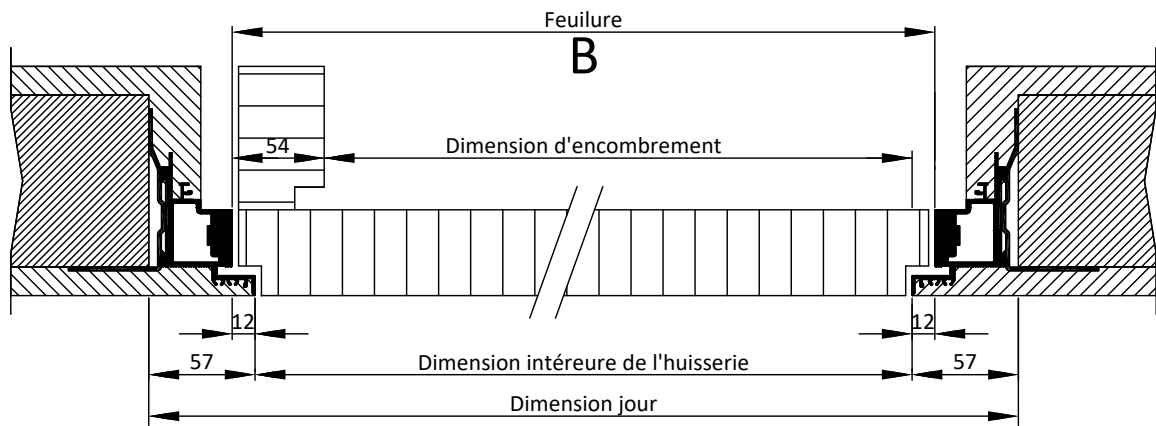 Feuilure
B
54
Dimension d'encombrement
12
12
57
Dimension intéreure de l'huisserie
57
Dimension jour